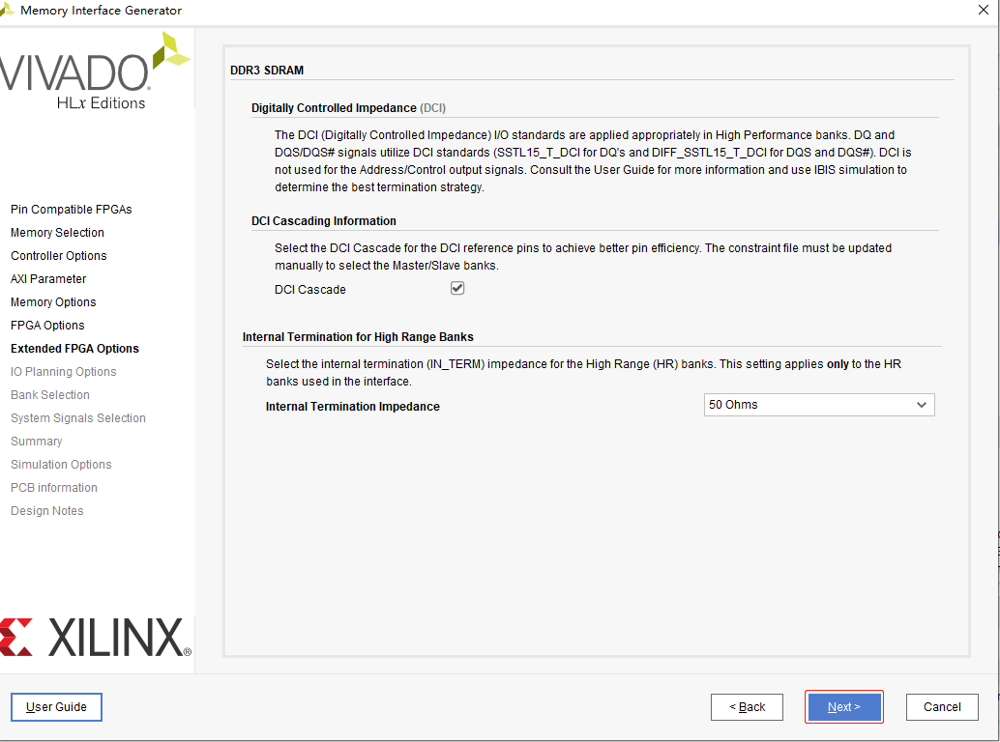 Memory Interface Generator
VIVADO.
HLx Editions
Pin Compatible FPGAs
Memory Selection
Controller Options
AXI Parameter
Memory Options
FPGA Options
Extended FPGA Options
IO Planning Options
Bank Selection
System Signals Selection
Summary
Simulation Options
PCB information
Design Notes
XILINX®
DDR3 SDRAM
Digitally Controlled Impedance (DCI)
The DCI (Digitally Controlled Impedance) I/O standards are applied appropriately in High Performance banks. DQ and
DQS/DQS# signals utilize DCI standards (SSTL15_T_DCI for DQ's and DIFF_SSTL15_T_DCI for DQS and DQS#). DCI is
not used for the Address/Control output signals. Consult the User Guide for more information and use IBIS simulation to
determine the best termination strategy.
DCI Cascading Information
Select the DCI Cascade for the DCI reference pins to achieve better pin efficiency. The constraint file must be updated
manually to select the Master/Slave banks.
DCI Cascade
Internal Termination for High Range Banks
Select the internal termination (IN_TERM) impedance for the High Range (HR) banks. This setting applies only to the HR
banks used in the interface.
Internal Termination Impedance 50 Ohms
User Guide < Back Next > Cancel